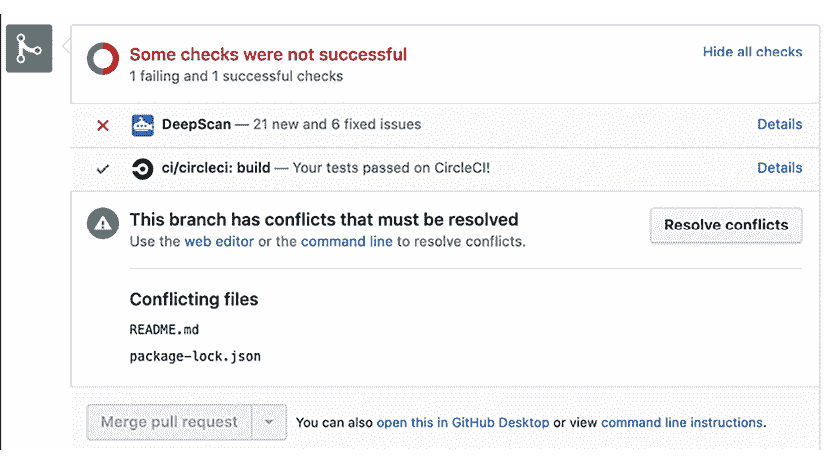 Some checks were not successful
Hide all checks
1 failing and 1 successful checks
DeepScan — 21 new and 6 fixed issues
Details
ci/circleci: build — Your tests passed on CircleCI!
Details
This branch has conflicts that must be resolved
Use the web editor or the command line to resolve conflicts.
Resolve conflicts
Conflicting files
README.md
package-lock.json
Merge pull request
You can also open this in GitHub Desktop or view command line instructions.